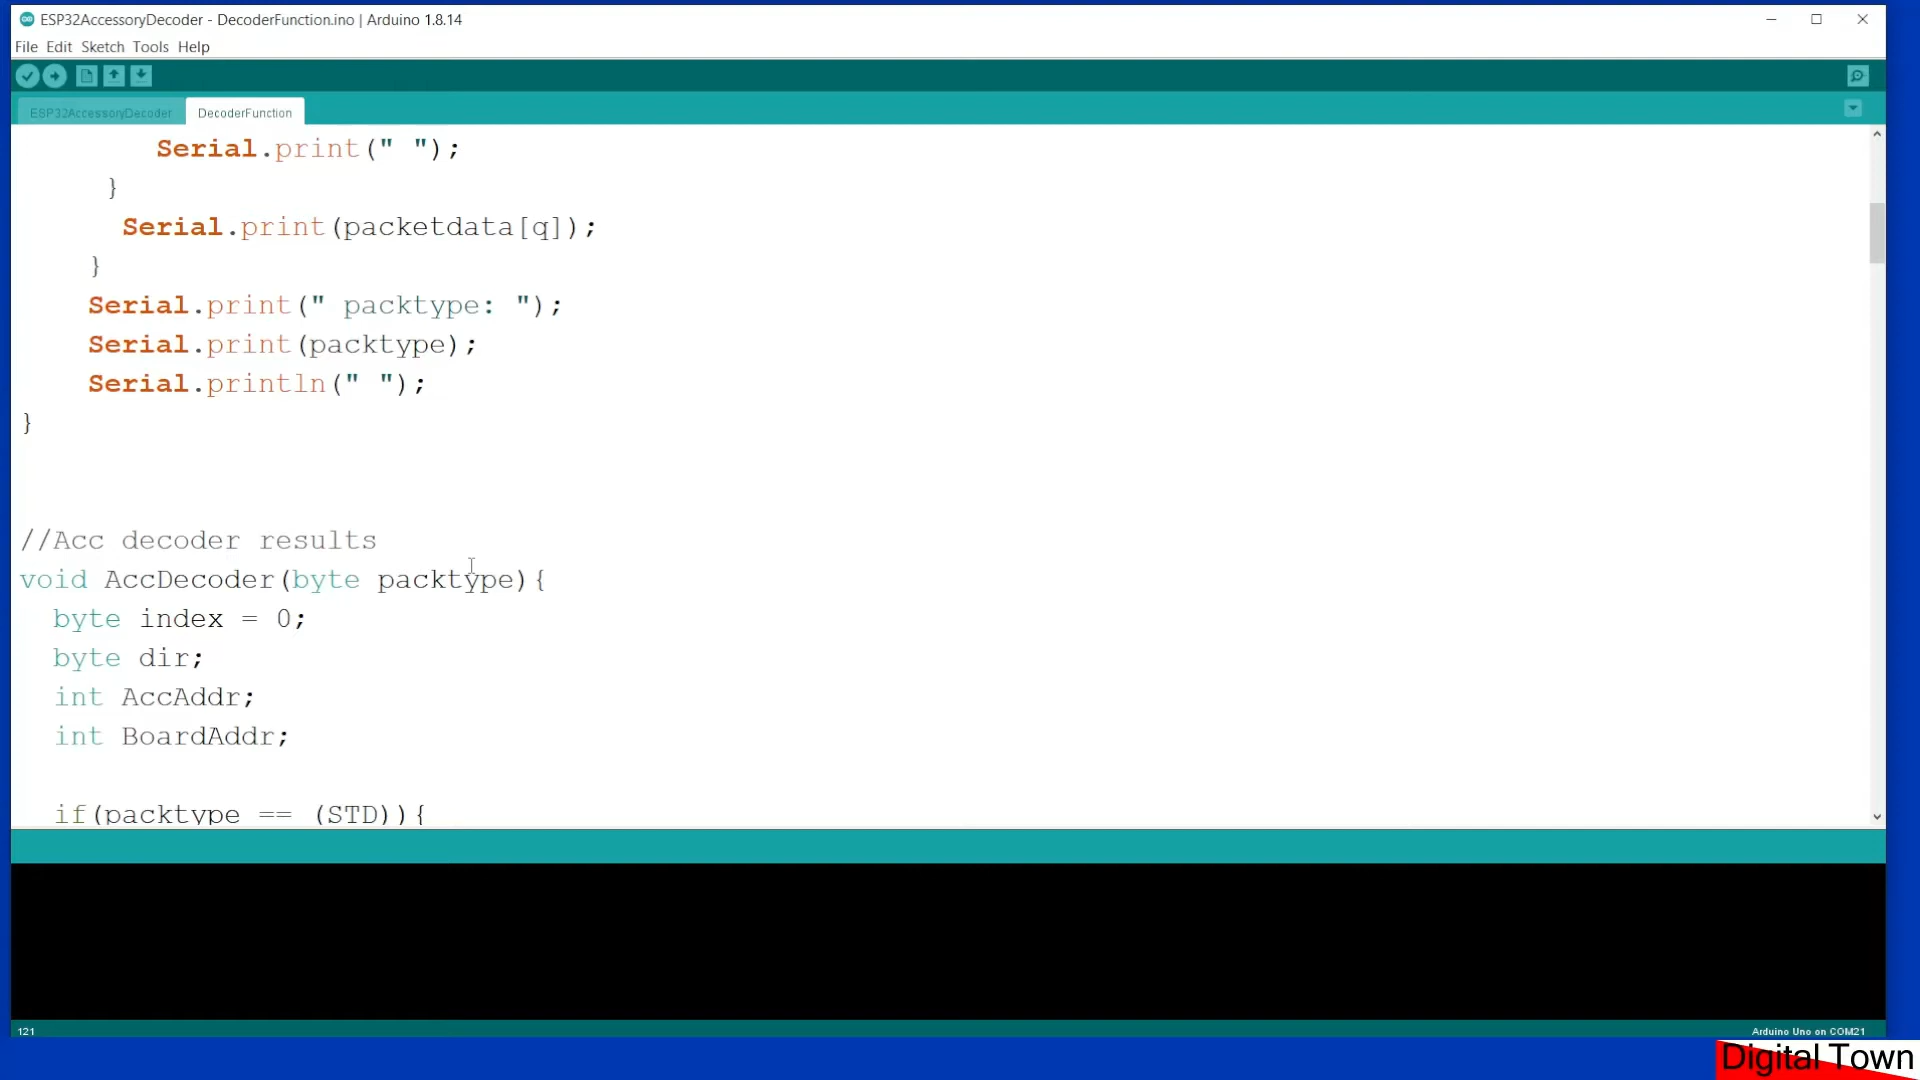 ESP32AccessoryDecoder - DecoderFunction.ino | Arduino 1.8.14
File Edit Sketch Tools Help
ESP32AccessoryDecoder DecoderFunction
Serial.print(" ");
}
Serial.print(packetdata[q]);
}
Serial.print(" packtype: ");
Serial.print(packtype);
Serial.println(" ");
}
//Acc decoder results
void AccDecoder(byte packtype){
byte index = 0;
byte dir;
int AccAddr;
int BoardAddr;
if(packtype == (STD)){
121
Arduino Uno on COM21
Digital Town